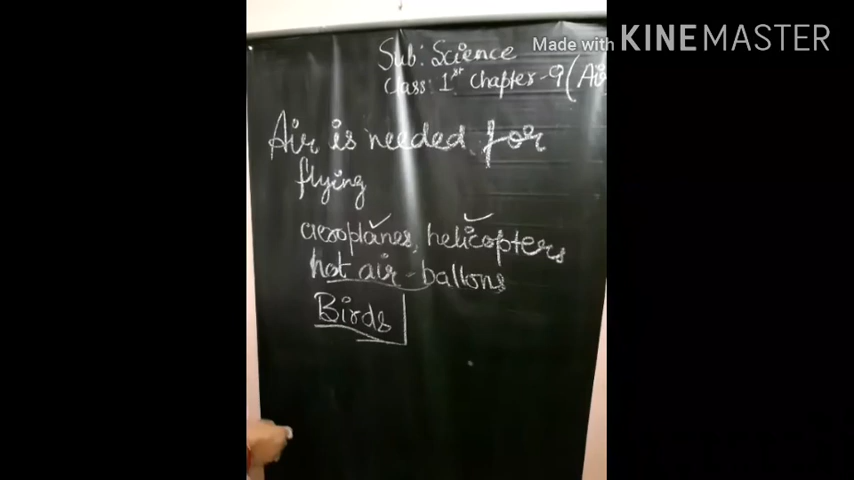 Made with KINEMASTER
Sub: Science
Class: 1st Chapter-9 (Air
Air is needed for
flying
aeroplanes, helicopters
hot air-ballons
Birds